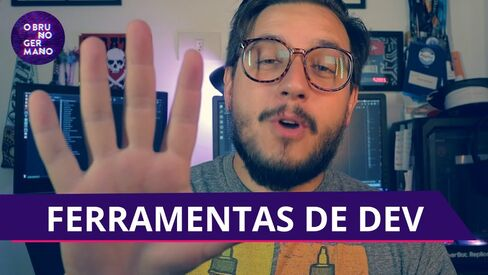 O BRU
NO GER
MANO
FERRAMENTAS DE DEV